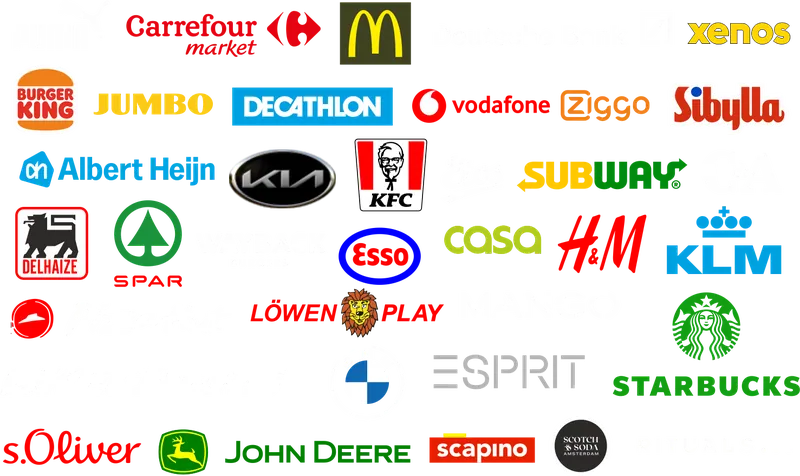 Carrefour
market
xenos
BURGER
KING
JUMBO
DECATHLON
vodafone
ziggo
Sibylla
Albert Heijn
KIA
KFC
SUBWAY
DELHAIZE
SPAR
Esso
casa
H&M
KLM
LÖWEN PLAY
ESPRIT
STARBUCKS
s.Oliver
JOHN DEERE
scapino
SCOTCH
& SODA
AMSTERDAM